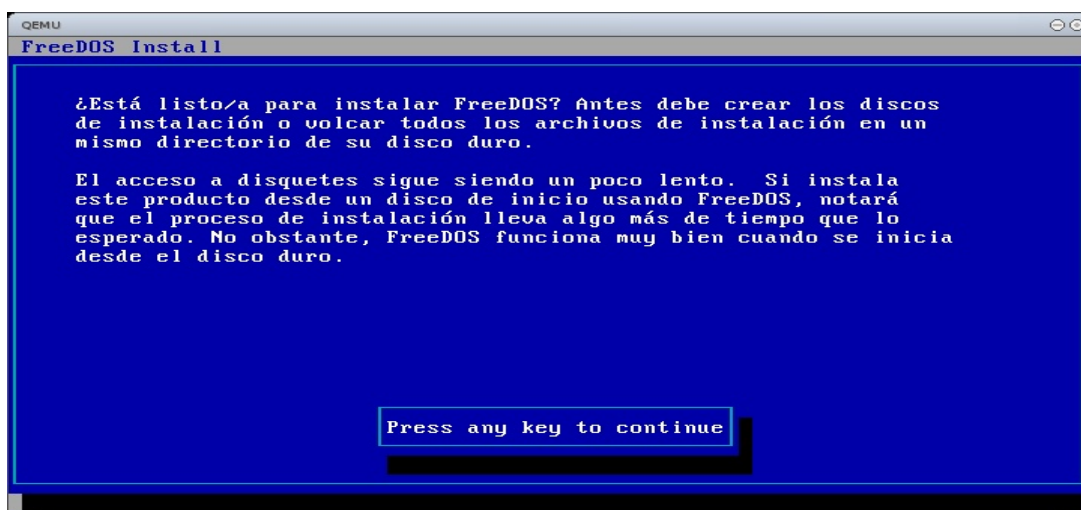 QEMU
FreeDOS Install
¿Está listo/a para instalar FreeDOS? Antes debe crear los discos
de instalación o volcar todos los archivos de instalación en un
mismo directorio de su disco duro.
El acceso a disquetes sigue siendo un poco lento.  Si instala
este producto desde un disco de inicio usando FreeDOS, notará
que el proceso de instalación lleva algo más de tiempo que lo
esperado. No obstante, FreeDOS funciona muy bien cuando se inicia
desde el disco duro.
Press any key to continue